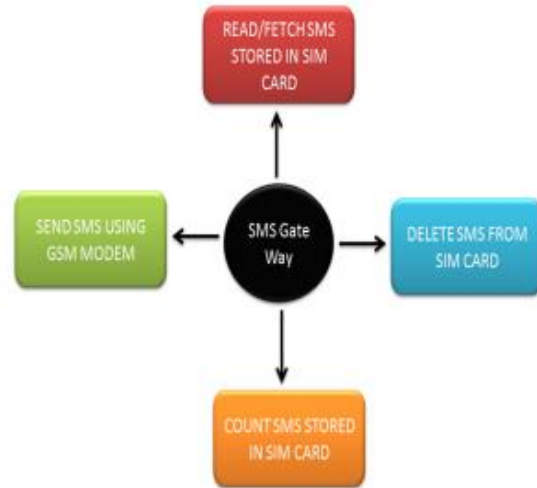 READ/FETCH SMS
STORED IN SIM
CARD
SEND SMS USING
GSM MODEM
SMS Gate
Way
DELETE SMS FROM
SIM CARD
COUNT SMS STORED
IN SIM CARD